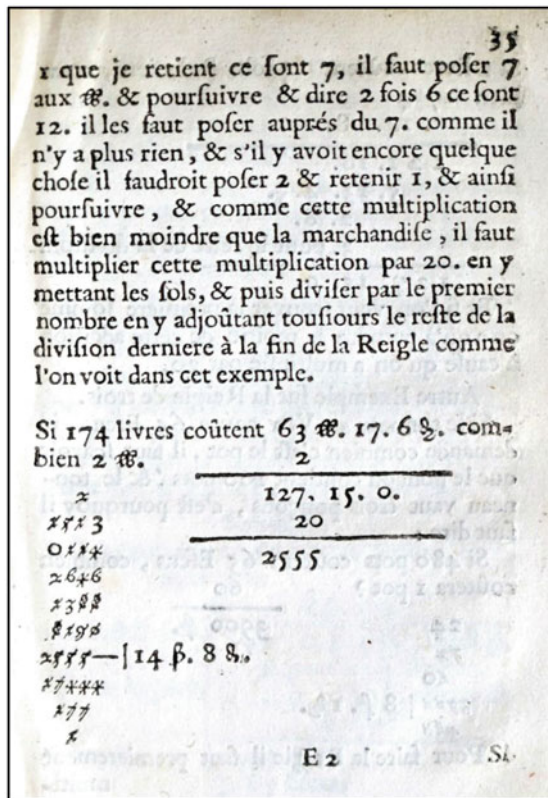 35
1 que je retient ce ſont 7, il faut poſer 7
aux ₶. & pourſuivre & dire 2 fois 6 ce ſont
12. il les faut poſer auprés du 7. comme il
n'y a plus rien, & s'il y avoit encore quelque
choſe il faudroit poſer 2 & retenir 1, & ainſi
pourſuivre, & comme cette multiplication
eſt bien moindre que la marchandiſe, il faut
multiplier cette multiplication par 20. en y
mettant les ſols, & puis diviſer par le premier
nombre en y adjoûtant touſiours le reſte de la
diviſion derniere à la fin de la Reigle comme
l'on voit dans cet exemple.
Si 174 livres coûtent 63 ₶. 17. 6 ₰. com-
bien 2 ₶. 2
127. 15. 0.
20
2555
14 ß. 8 ₰.
E 2 Si